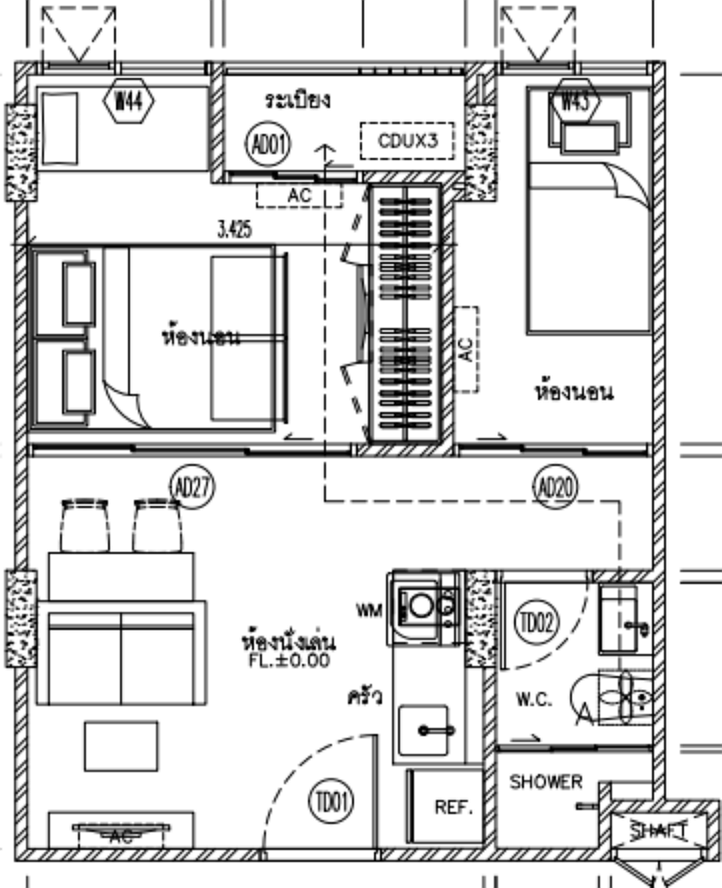 W44
ระเบียง
W43
AD01
CDUX3
AC
3.425
ห้องนอน
AC
ห้องนอน
AD27
AD20
WM
ห้องนั่งเล่น
FL.±0.00
TD02
ครัว
W.C.
TD01
REF.
SHOWER
AC
SHAFT